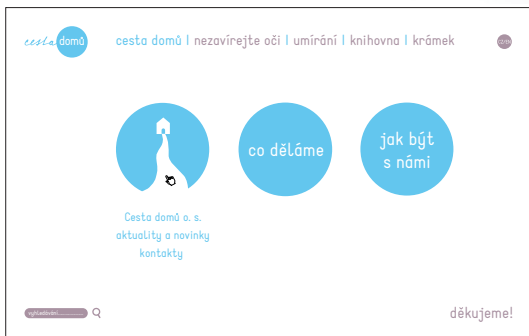 cesta domů
cesta domů | nezavírejte oči | umírání | knihovna | krámek
co děláme
jak být
s námi
Cesta domů o. s.
aktuality a novinky
kontakty
vyhledávání
děkujeme!